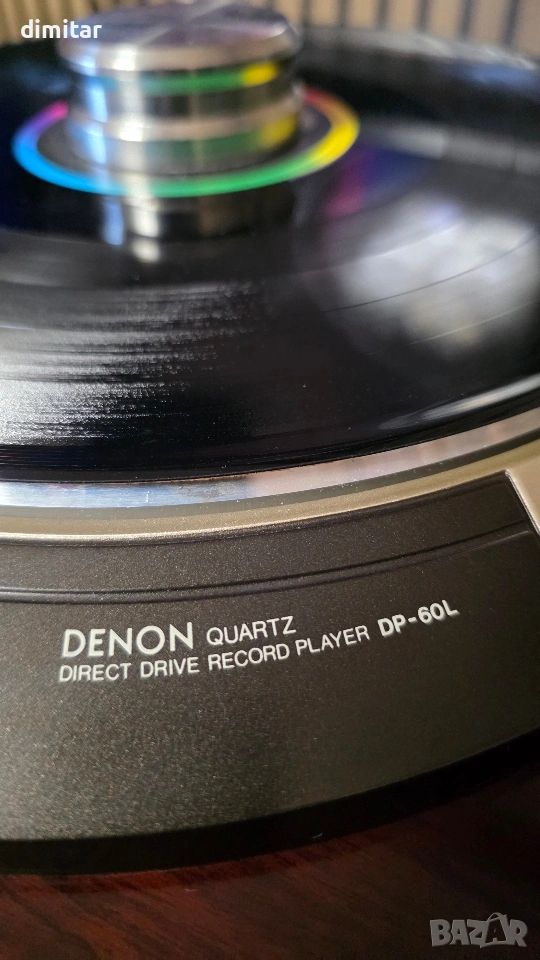 dimitar
DENON QUARTZ
DIRECT DRIVE RECORD PLAYER DP-60L
BAZAR